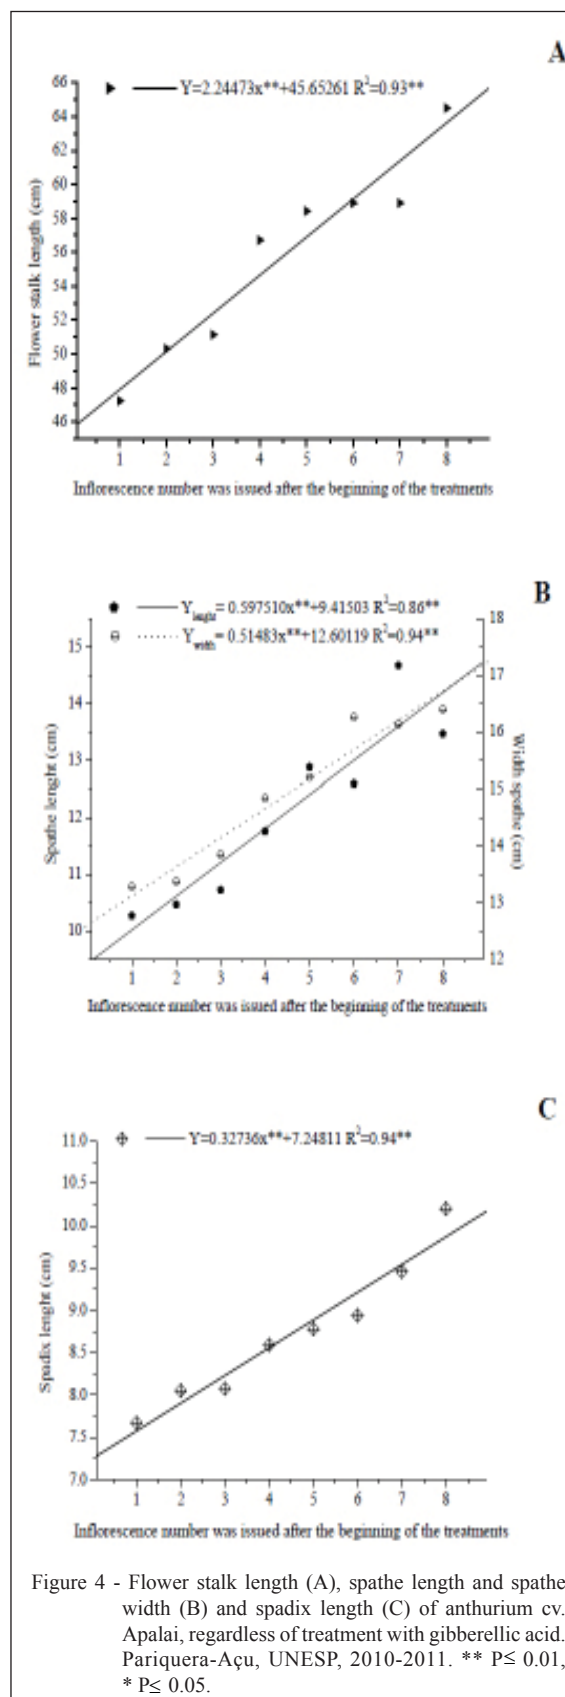 A
Y=2.24473x**+45.65261 R²=0.93**
Flower stalk length (cm)
66
64
62
60
58
56
54
52
50
48
46
1 2 3 4 5 6 7 8
Inflorescence number was issued after the beginning of the treatments
B
Y_lenght= 0.597510x**+9.41503 R²=0.86**
Y_width= 0.51483x**+12.60119 R²=0.94**
Spathe lenght (cm)
15
14
13
12
11
10
Width spathe (cm)
18
17
16
15
14
13
12
1 2 3 4 5 6 7 8
Inflorescence number was issued after the beginning of the treatments
C
Y=0.32736x**+7.24811 R²=0.94**
Spadix lenght (cm)
11.0
10.5
10.0
9.5
9.0
8.5
8.0
7.5
7.0
1 2 3 4 5 6 7 8
Inflorescence number was issued after the beginning of the treatments
Figure 4 - Flower stalk length (A), spathe length and spathe
width (B) and spadix length (C) of anthurium cv.
Apalai, regardless of treatment with gibberellic acid.
Pariquera-Açu, UNESP, 2010-2011. ** P≤ 0.01,
* P≤ 0.05.